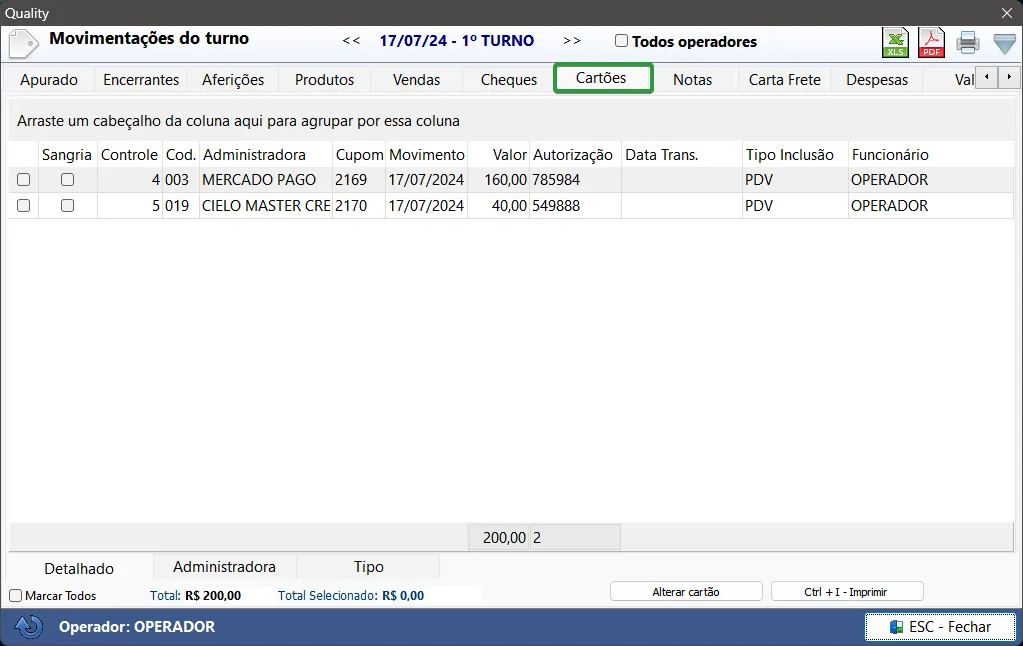 Quality
Movimentações do turno << 17/07/24 - 1º TURNO >> Todos operadores XLS PDF
Apurado Encerrantes Aferições Produtos Vendas Cheques Cartões Notas Carta Frete Despesas Val
Arraste um cabeçalho da coluna aqui para agrupar por essa coluna
Sangria Controle Cod. Administradora Cupom Movimento Valor Autorização Data Trans. Tipo Inclusão Funcionário
4 003 MERCADO PAGO 2169 17/07/2024 160,00 785984 PDV OPERADOR
5 019 CIELO MASTER CRE 2170 17/07/2024 40,00 549888 PDV OPERADOR
200,00 2
Detalhado Administradora Tipo
Marcar Todos Total: R$ 200,00 Total Selecionado: R$ 0,00 Alterar cartão Ctrl + I - Imprimir
Operador: OPERADOR ESC - Fechar